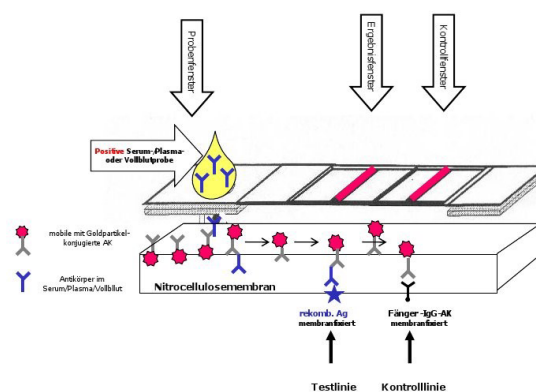 Probenfenster
Ergebnisfenster
Kontrollfenster
Positive Serum-,Plasma-
oder Vollblutprobe
mobile mit Goldpartikel-
konjugierte AK
Antikörper im
Serum/Plasma/Vollbllut
Nitrocellulosemembran
rekomb. Ag
membranfixiert
Fänger-IgG-AK
membranfixiert
Testlinie
Kontrolllinie